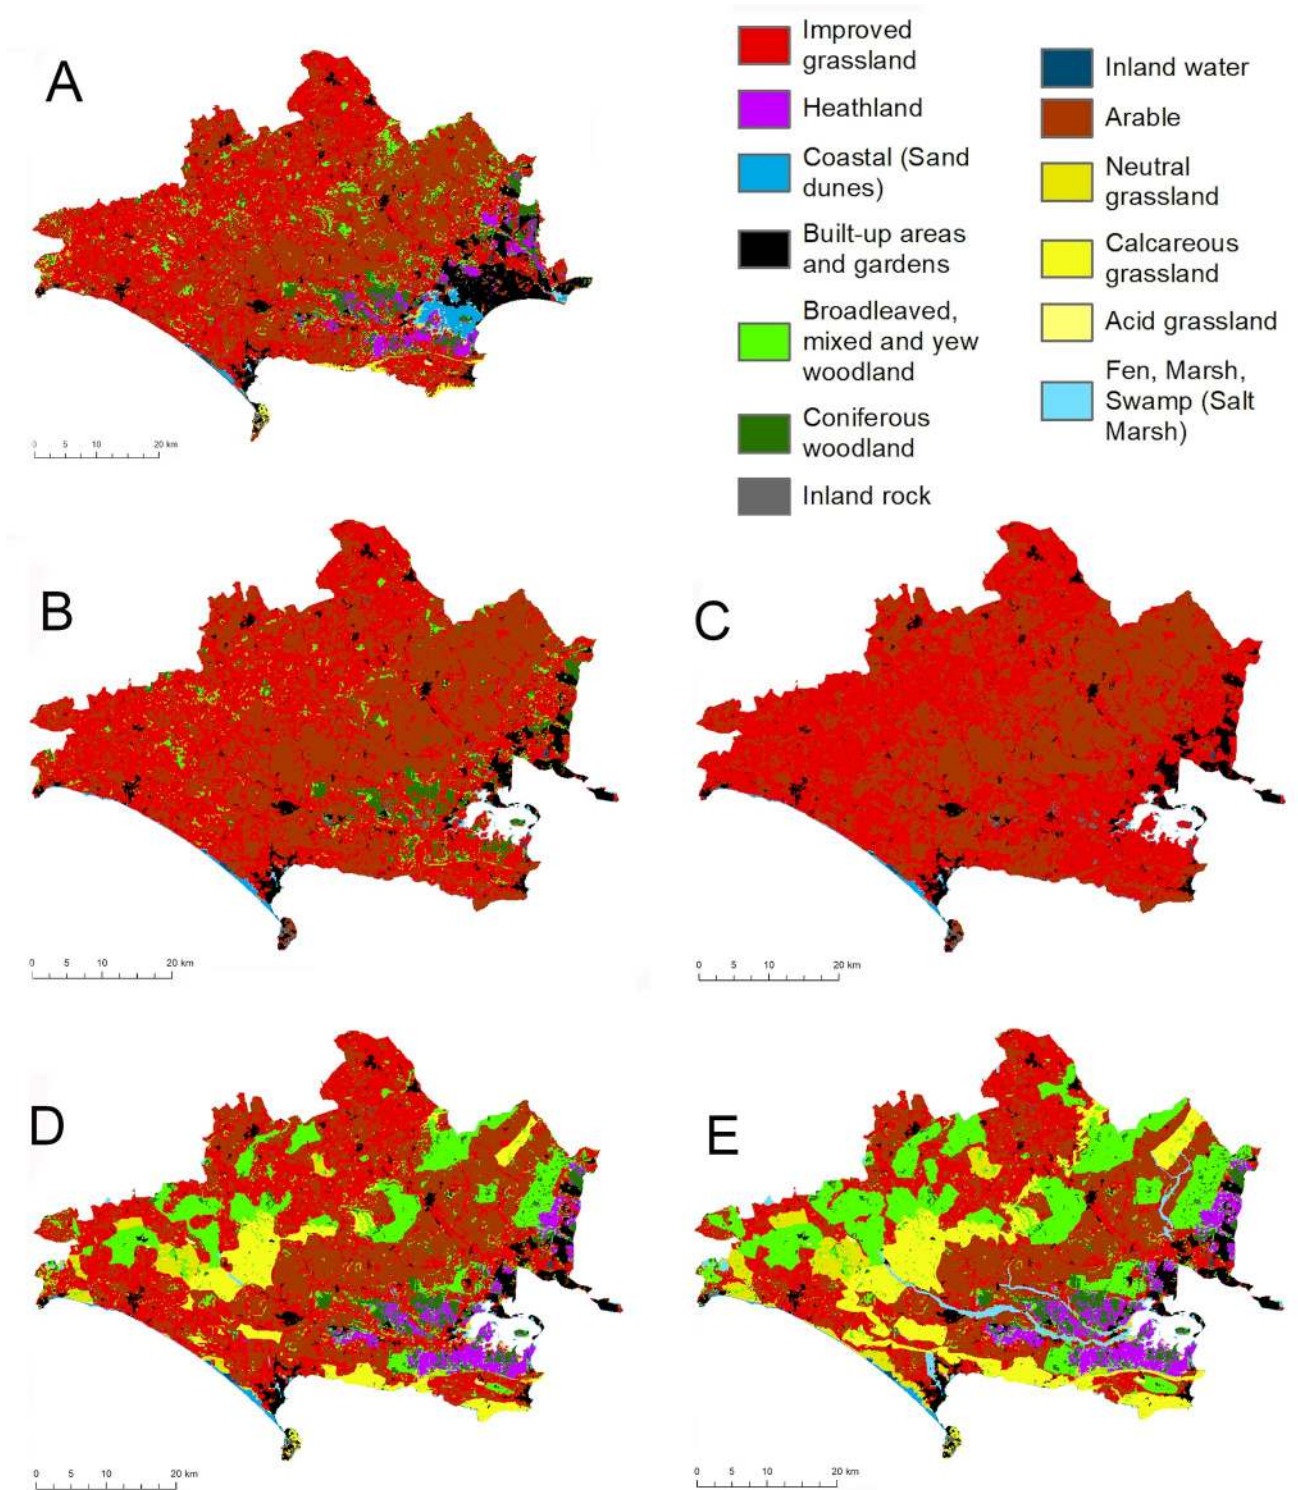 A
Improved
grassland
Heathland
Coastal (Sand
dunes)
Built-up areas
and gardens
Broadleaved,
mixed and yew
woodland
Coniferous
woodland
Inland rock
Inland water
Arable
Neutral
grassland
Calcareous
grassland
Acid grassland
Fen, Marsh,
Swamp (Salt
Marsh)
0 5 10 20 km
B
0 5 10 20 km
C
0 5 10 20 km
D
0 5 10 20 km
E
0 5 10 20 km